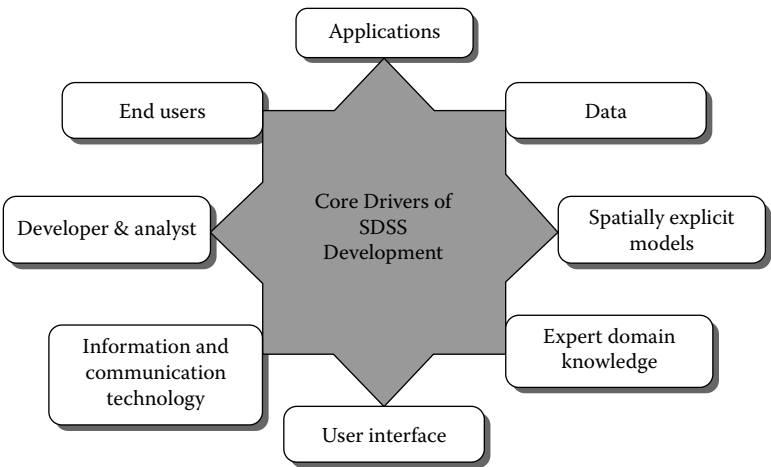 Applications
End users
Data
Core Drivers of
SDSS
Development
Developer & analyst
Spatially explicit
models
Information and
communication
technology
Expert domain
knowledge
User interface